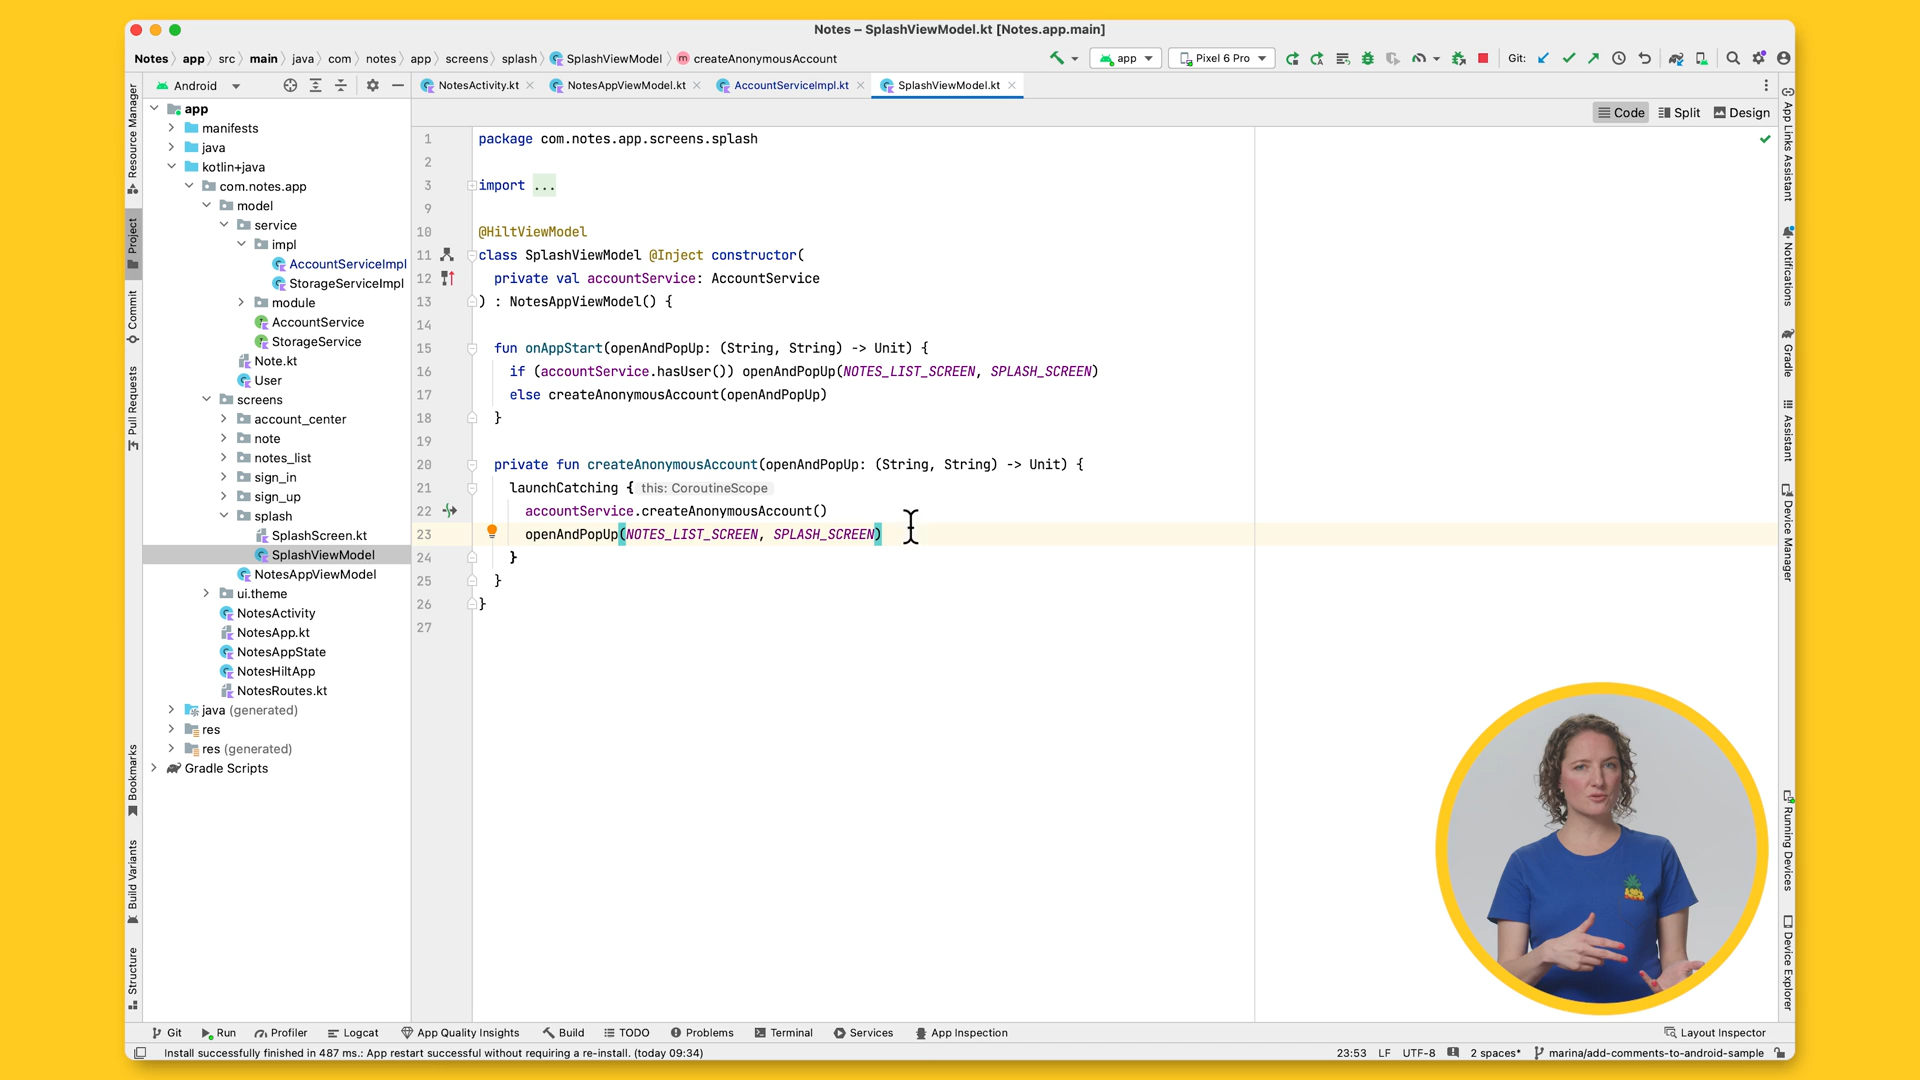 Notes – SplashViewModel.kt [Notes.app.main]
Notes app src main java com notes app screens splash SplashViewModel createAnonymousAccount
app Pixel 6 Pro Git:
Android
NotesActivity.kt NotesAppViewModel.kt AccountServiceImpl.kt SplashViewModel.kt
Code Split Design
Resource Manager
Project
Commit
Pull Requests
Bookmarks
Build Variants
Structure
app
manifests
java
kotlin+java
com.notes.app
model
service
impl
AccountServiceImpl
StorageServiceImpl
module
AccountService
StorageService
Note.kt
User
screens
account_center
note
notes_list
sign_in
sign_up
splash
SplashScreen.kt
SplashViewModel
NotesAppViewModel
ui.theme
NotesActivity
NotesApp.kt
NotesAppState
NotesHiltApp
NotesRoutes.kt
java (generated)
res
res (generated)
Gradle Scripts
1 package com.notes.app.screens.splash
2
3 import ...
9
10 @HiltViewModel
11 class SplashViewModel @Inject constructor(
12 private val accountService: AccountService
13 ) : NotesAppViewModel() {
14
15 fun onAppStart(openAndPopUp: (String, String) -> Unit) {
16 if (accountService.hasUser()) openAndPopUp(NOTES_LIST_SCREEN, SPLASH_SCREEN)
17 else createAnonymousAccount(openAndPopUp)
18 }
19
20 private fun createAnonymousAccount(openAndPopUp: (String, String) -> Unit) {
21 launchCatching { this: CoroutineScope
22 accountService.createAnonymousAccount()
23 openAndPopUp(NOTES_LIST_SCREEN, SPLASH_SCREEN)
24 }
25 }
26 }
27
App Links Assistant
Notifications
Gradle
Assistant
Device Manager
Running Devices
Device Explorer
Git Run Profiler Logcat App Quality Insights Build TODO Problems Terminal Services App Inspection Layout Inspector
Install successfully finished in 487 ms.: App restart successful without requiring a re-install. (today 09:34) 23:53 LF UTF-8 2 spaces* marina/add-comments-to-android-sample